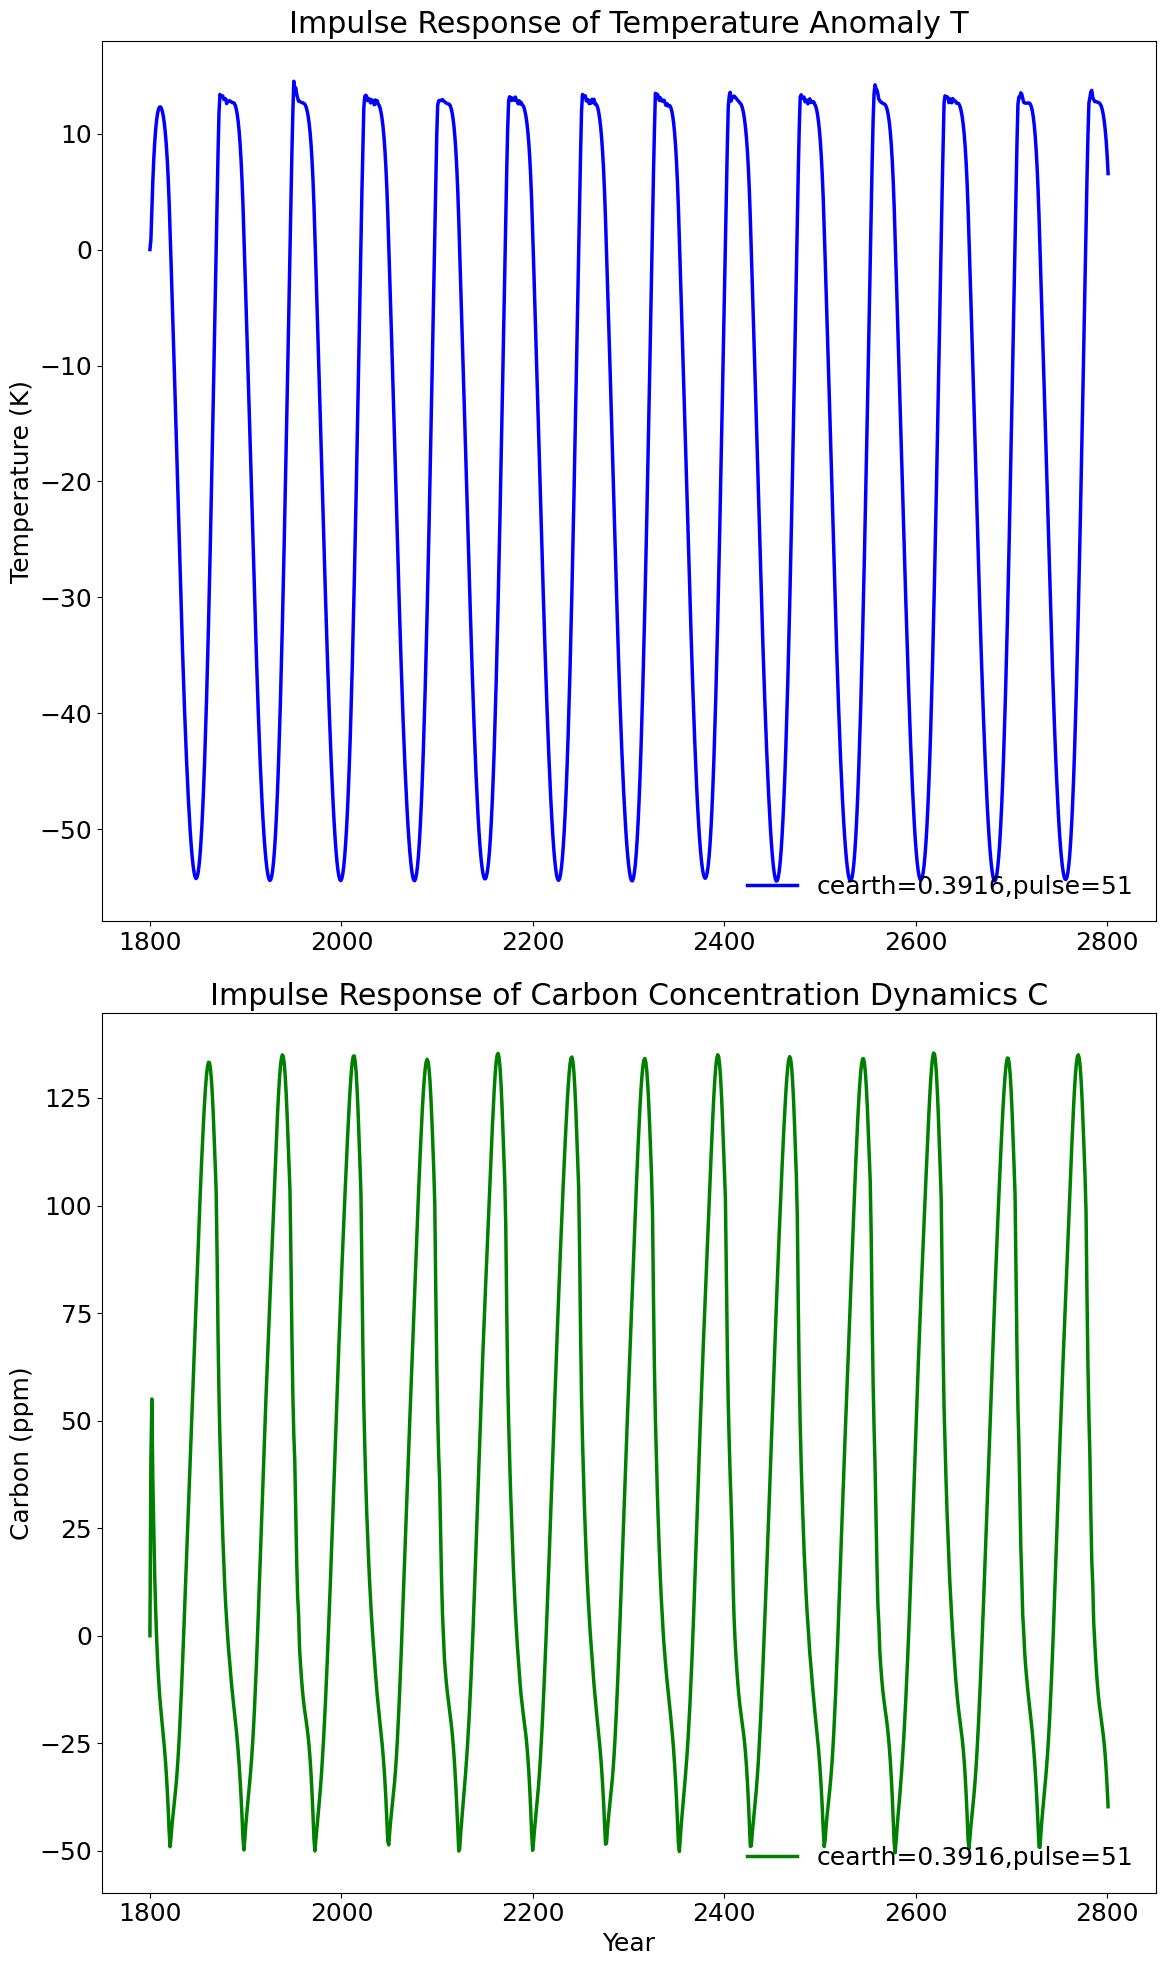 Impulse Response of Temperature Anomaly T
10
0
−10
−20
−30
−40
−50
Temperature (K)
cearth=0.3916,pulse=51
1800 2000 2200 2400 2600 2800
Impulse Response of Carbon Concentration Dynamics C
125
100
75
50
25
0
−25
−50
Carbon (ppm)
cearth=0.3916,pulse=51
1800 2000 2200 2400 2600 2800
Year